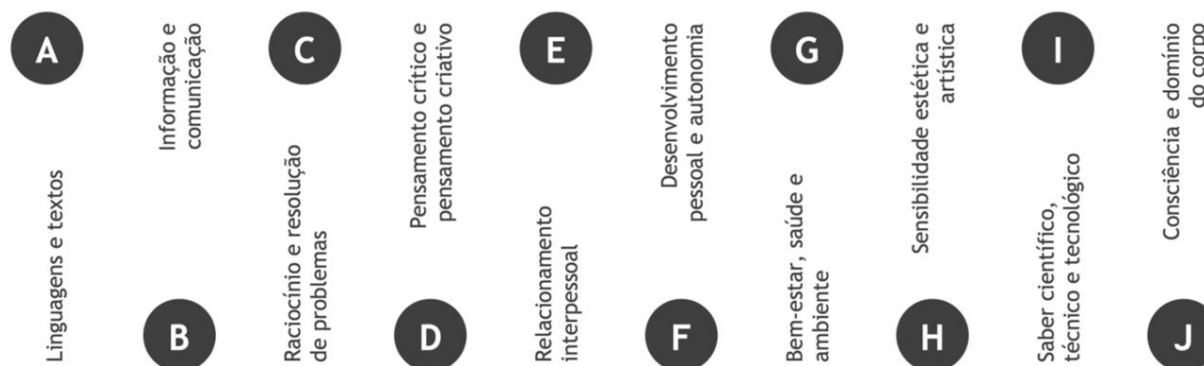 A
Linguagens e textos
Informação e
comunicação
B
C
Raciocínio e resolução
de problemas
Pensamento crítico e
pensamento criativo
D
E
Relacionamento
interpessoal
Desenvolvimento
pessoal e autonomia
F
G
Bem-estar, saúde e
ambiente
Sensibilidade estética e
artística
H
I
Saber científico,
técnico e tecnológico
Consciência e domínio
do corpo
J